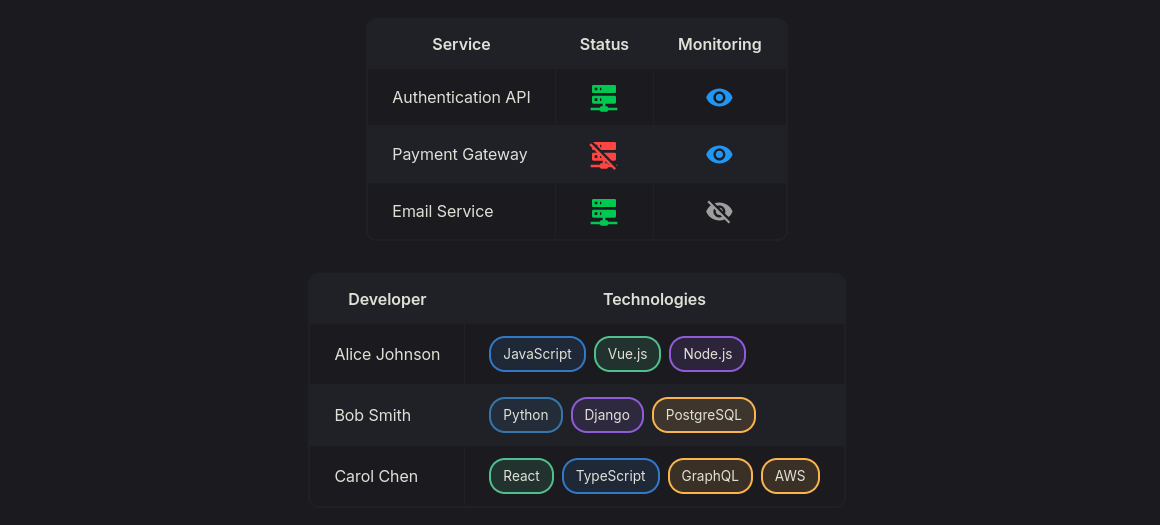 Service Status Monitoring
Authentication API
Payment Gateway
Email Service
Developer Technologies
Alice Johnson JavaScript Vue.js Node.js
Bob Smith Python Django PostgreSQL
Carol Chen React TypeScript GraphQL AWS